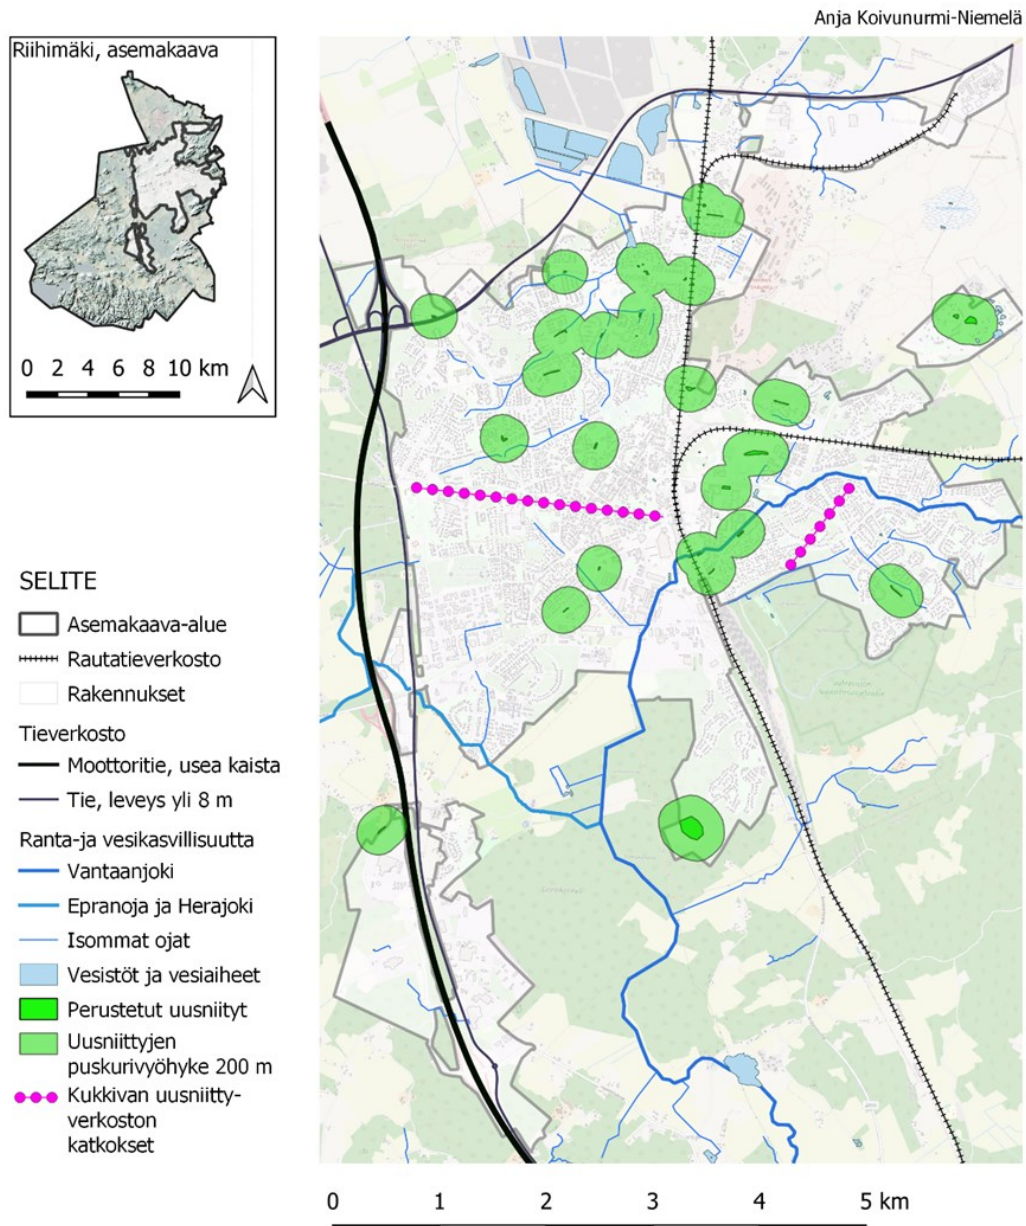 Anja Koivunurmi-Niemelä
Riihimäki, asemakaava
0 2 4 6 8 10 km
SELITE
Asemakaava-alue
Rautatieverkosto
Rakennukset
Tieverkosto
Moottoritie, usea kaista
Tie, leveys yli 8 m
Ranta-ja vesikasvillisuutta
Vantaanjoki
Epranoja ja Herajoki
Isommat ojat
Vesistöt ja vesiaiheet
Perustetut uusniityt
Uusniittyjen
puskurivyöhyke 200 m
Kukkivan uusniitty-
verkoston
katkokset
0 1 2 3 4 5 km